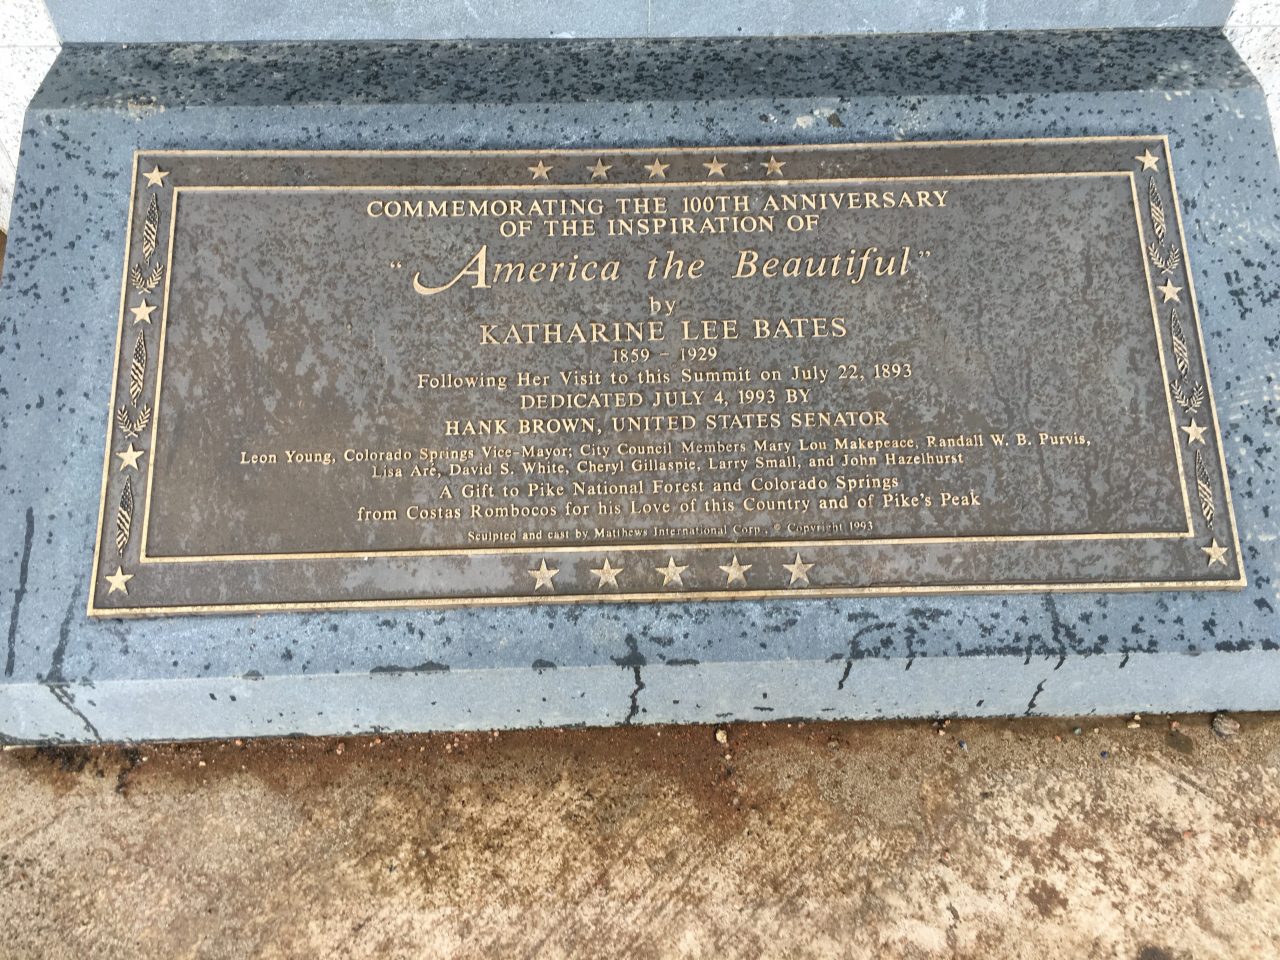 COMMEMORATING THE 100TH ANNIVERSARY
OF THE INSPIRATION OF
"America the Beautiful"
by
KATHARINE LEE BATES
1859 – 1929
Following Her Visit to this Summit on July 22, 1893
DEDICATED JULY 4, 1993 BY
HANK BROWN, UNITED STATES SENATOR
Leon Young, Colorado Springs Vice-Mayor; City Council Members Mary Lou Makepeace, Randall W. B. Purvis,
Lisa Aré, David S. White, Cheryl Gillaspie, Larry Small, and John Hazelhurst
A Gift to Pike National Forest and Colorado Springs
from Costas Rombocos for his Love of this Country and of Pike's Peak
Sculpted and cast by Matthews International Corp., © Copyright 1993